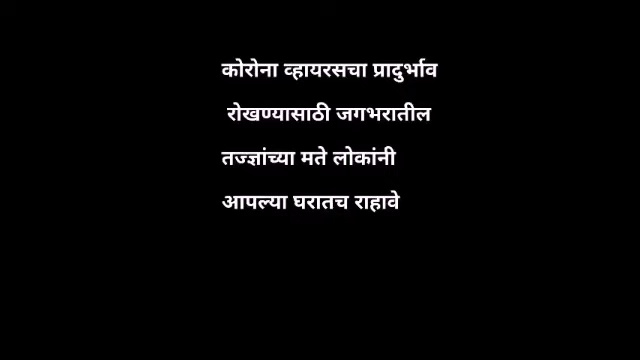 कोरोना व्हायरसचा प्रादुर्भाव
रोखण्यासाठी जगभरातील
तज्ज्ञांच्या मते लोकांनी
आपल्या घरातच राहावे